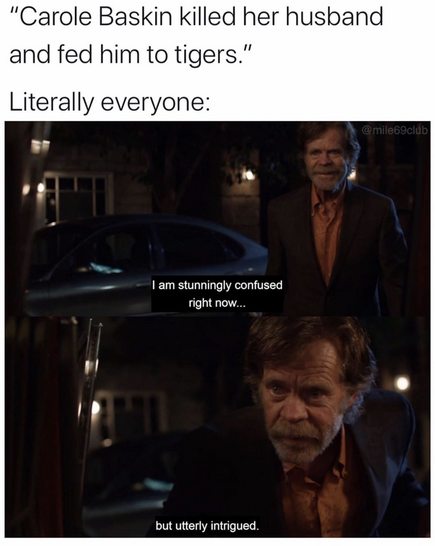 “Carole Baskin killed her husband
and fed him to tigers.”
Literally everyone:
@mile69club
I am stunningly confused
right now...
but utterly intrigued.